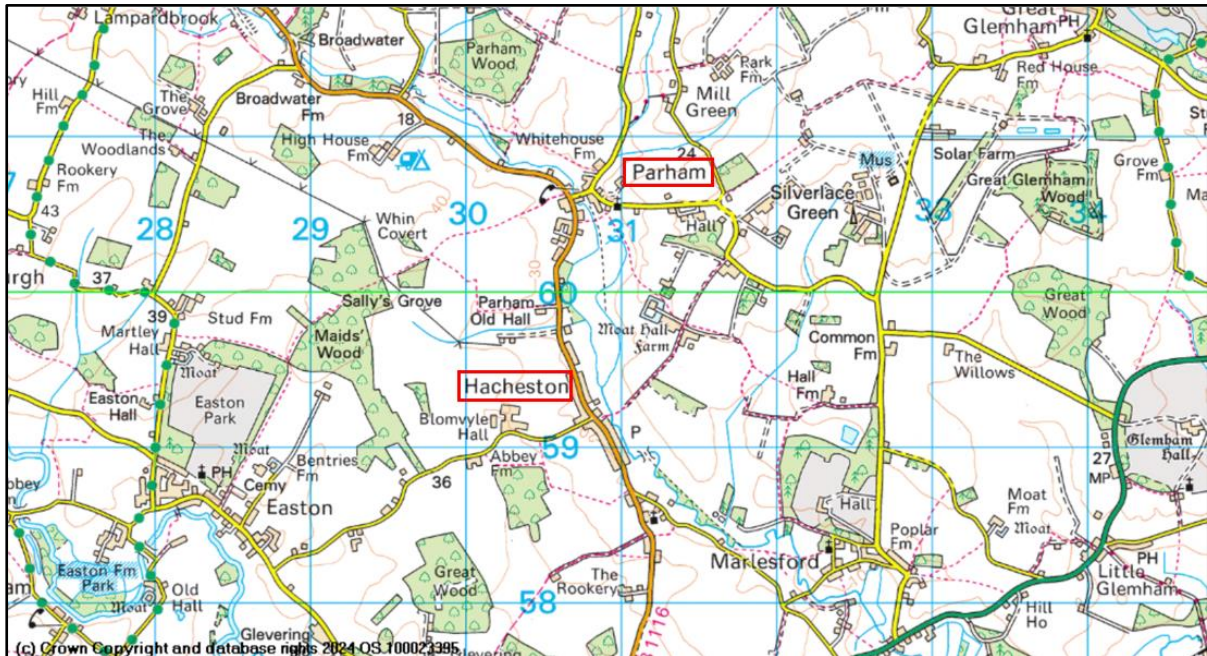 Lampardbrook
Broadwater
Parham
Wood
Park
Fm
Great
Glemham
PH
Red House
Fm
Hill
Fm
The
Grove
Broadwater
Fm
18
Mill
Green
The
Woodlands
High House
Fm
Whitehouse
Fm
24
Parham
Mus
Solar Farm
Great Glemham
Wood
Grove
Fm
Rookery
Fm
43
28
29
30
31
33
34
Whin
Covert
Hall
Silverlace
Green
37
39
Stud Fm
Sally's Grove
Parham
Old Hall
60
30
40
Moat Hall
Farm
Great
Wood
Martley
Hall
Moat
Maids'
Wood
Common
Fm
The
Willows
Hacheston
Easton
Hall
Easton
Park
Blomvyle
Hall
Hall
Fm
Moat
59
P
Glemham
Hall
27
MP
PH
Cemy
Bentries
Fm
36
Abbey
Fm
Easton
Hall
Moat
Fm
Moat
Poplar
Fm
Marlesford
Easton Fm
Park
Moat
Old
Hall
Great
Wood
The
Rookery
58
PH
Little
Glemham
Hill
Ho
Glevering
B1116
(c) Crown Copyright and database rights 2024 OS 100023395